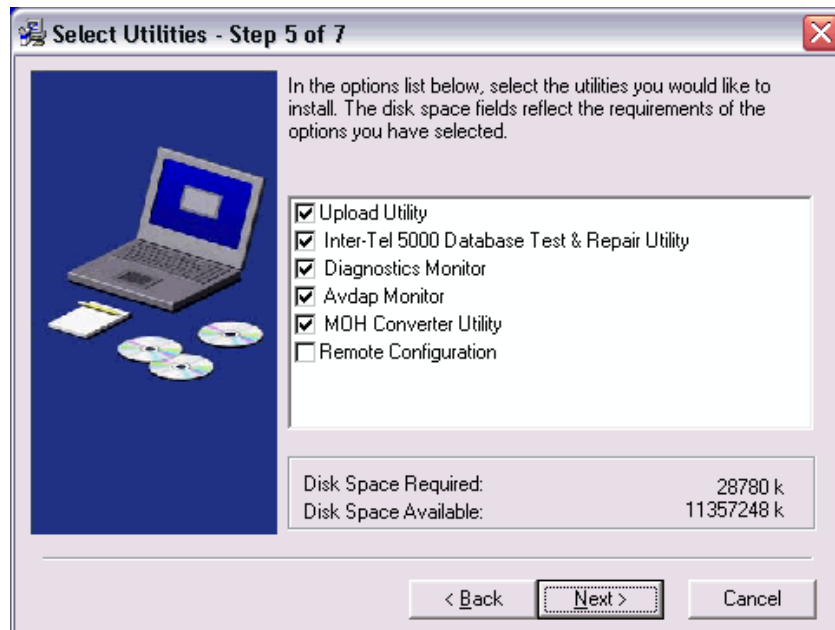 Select Utilities - Step 5 of 7
In the options list below, select the utilities you would like to
install. The disk space fields reflect the requirements of the
options you have selected.
Upload Utility
Inter-Tel 5000 Database Test & Repair Utility
Diagnostics Monitor
Avdap Monitor
MOH Converter Utility
Remote Configuration
Disk Space Required: 28780 k
Disk Space Available: 11357248 k
< Back Next > Cancel